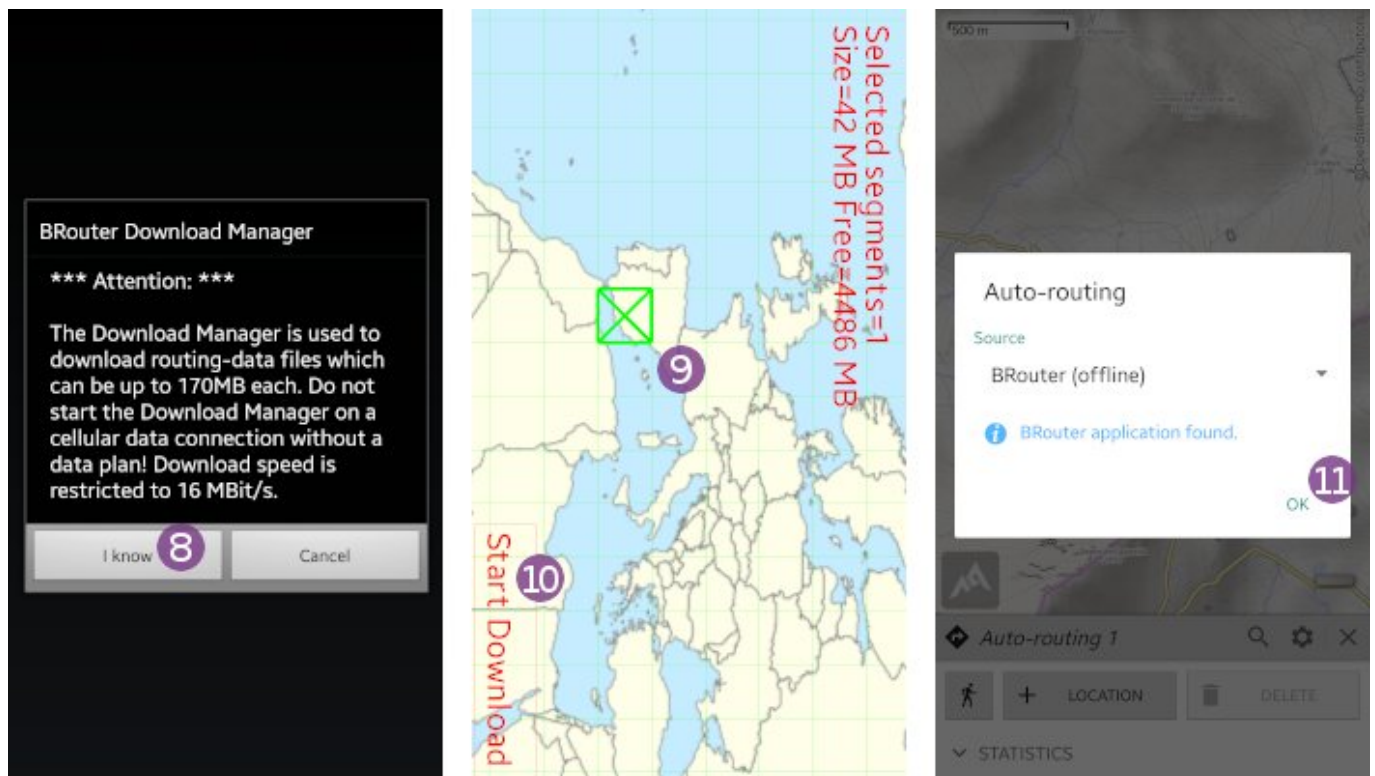 BRouter Download Manager
*** Attention: ***
The Download Manager is used to
download routing-data files which
can be up to 170MB each. Do not
start the Download Manager on a
cellular data connection without a
data plan! Download speed is
restricted to 16 MBit/s.
I know
8
Cancel
Selected segments=1
Size=42 MB Free=4486 MB
9
10
Start Download
500 m
Auto-routing
Source
BRouter (offline)
BRouter application found.
11
OK
Auto-routing 1
+ LOCATION
DELETE
STATISTICS